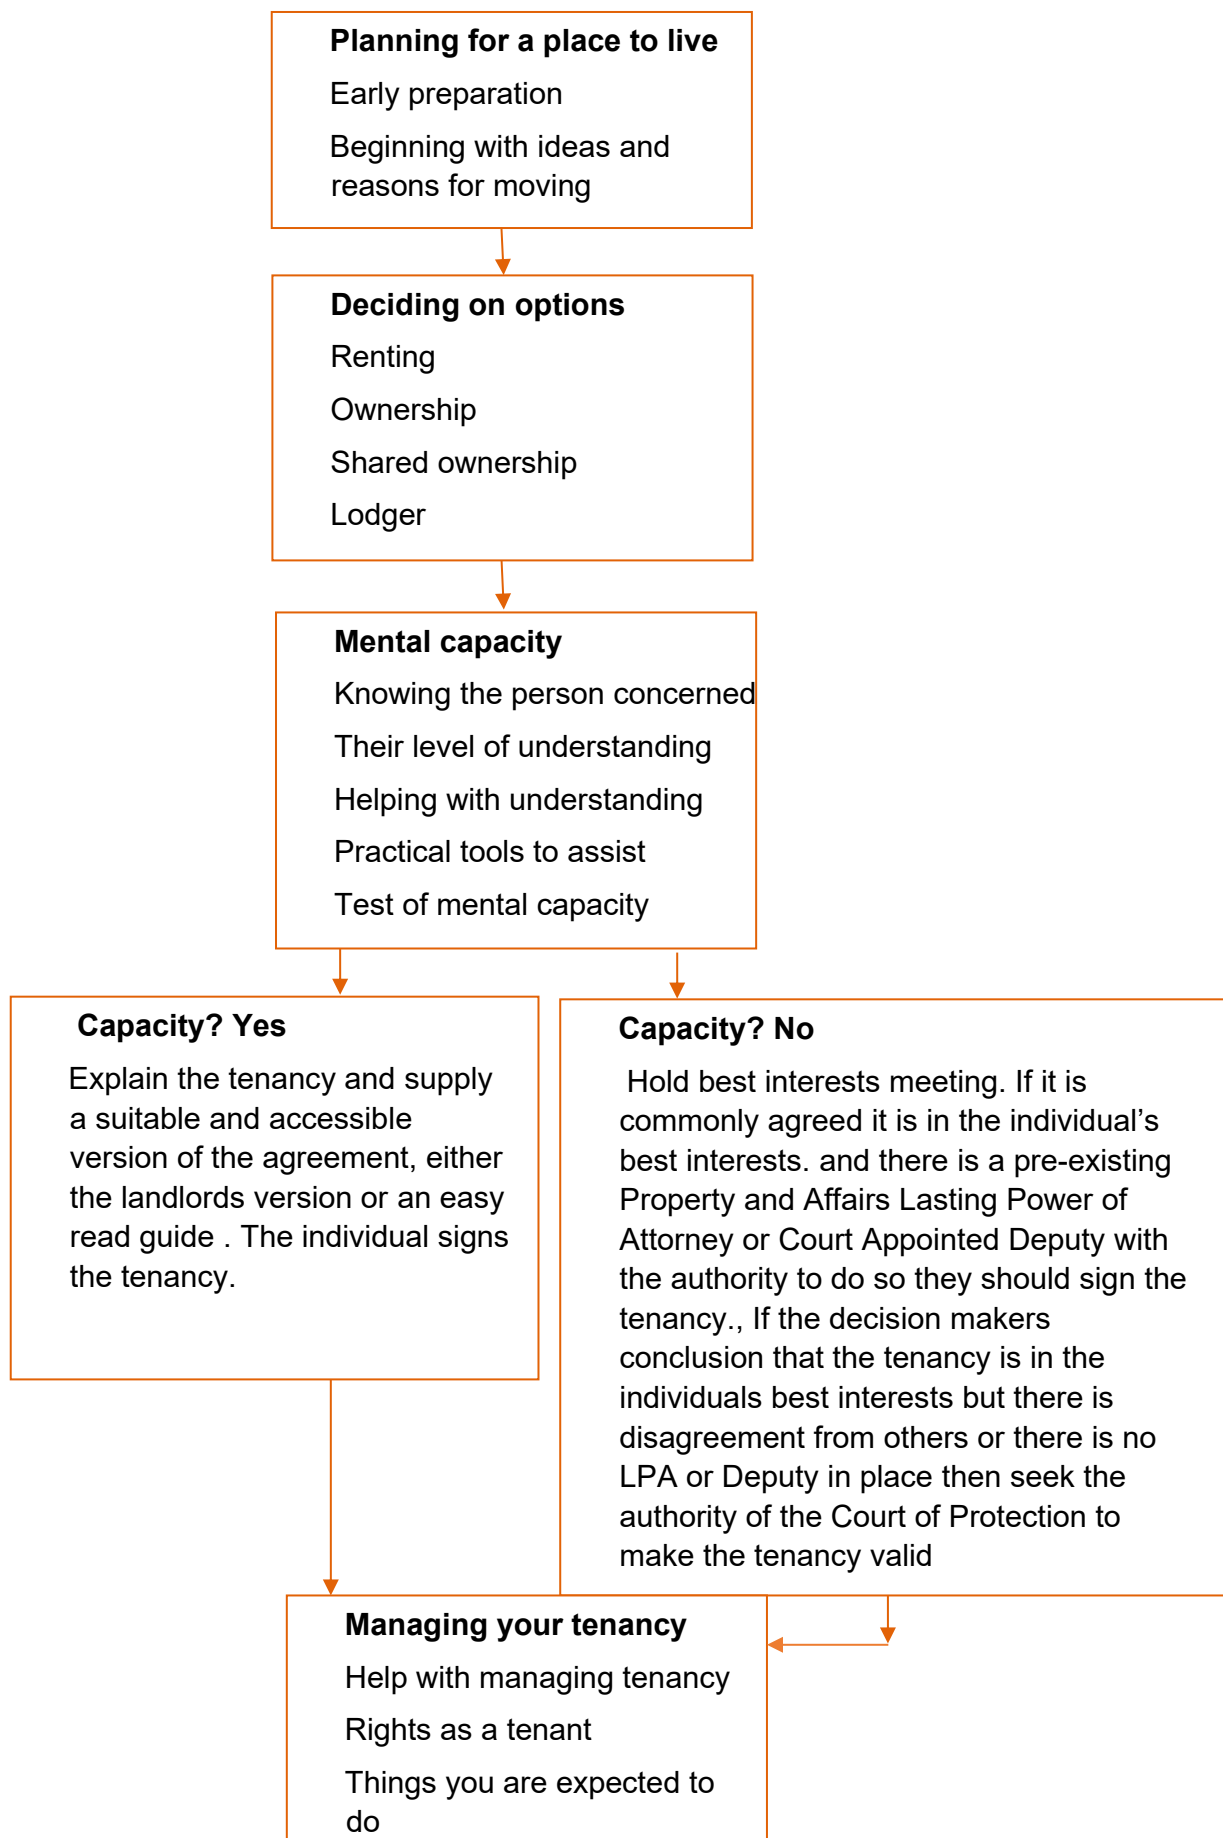 Planning for a place to live
Early preparation
Beginning with ideas and
reasons for moving
Deciding on options
Renting
Ownership
Shared ownership
Lodger
Mental capacity
Knowing the person concerned
Their level of understanding
Helping with understanding
Practical tools to assist
Test of mental capacity
Capacity? Yes
Explain the tenancy and supply
a suitable and accessible
version of the agreement, either
the landlords version or an easy
read guide . The individual signs
the tenancy.
Capacity? No
Hold best interests meeting. If it is
commonly agreed it is in the individual’s
best interests. and there is a pre-existing
Property and Affairs Lasting Power of
Attorney or Court Appointed Deputy with
the authority to do so they should sign the
tenancy., If the decision makers
conclusion that the tenancy is in the
individuals best interests but there is
disagreement from others or there is no
LPA or Deputy in place then seek the
authority of the Court of Protection to
make the tenancy valid
Managing your tenancy
Help with managing tenancy
Rights as a tenant
Things you are expected to
do